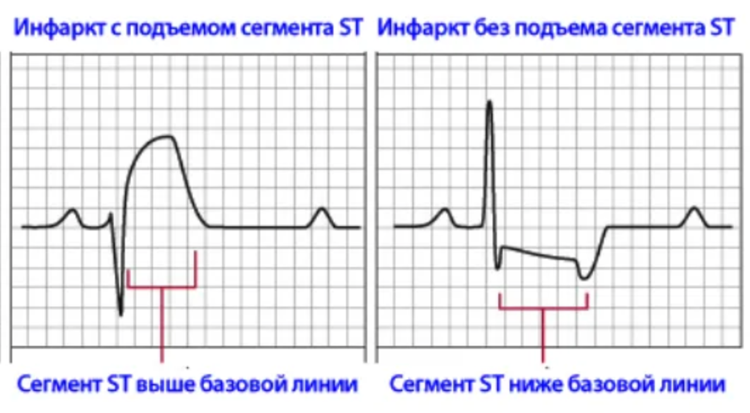 Инфаркт с подъемом сегмента ST
Инфаркт без подъема сегмента ST
Сегмент ST выше базовой линии
Сегмент ST ниже базовой линии